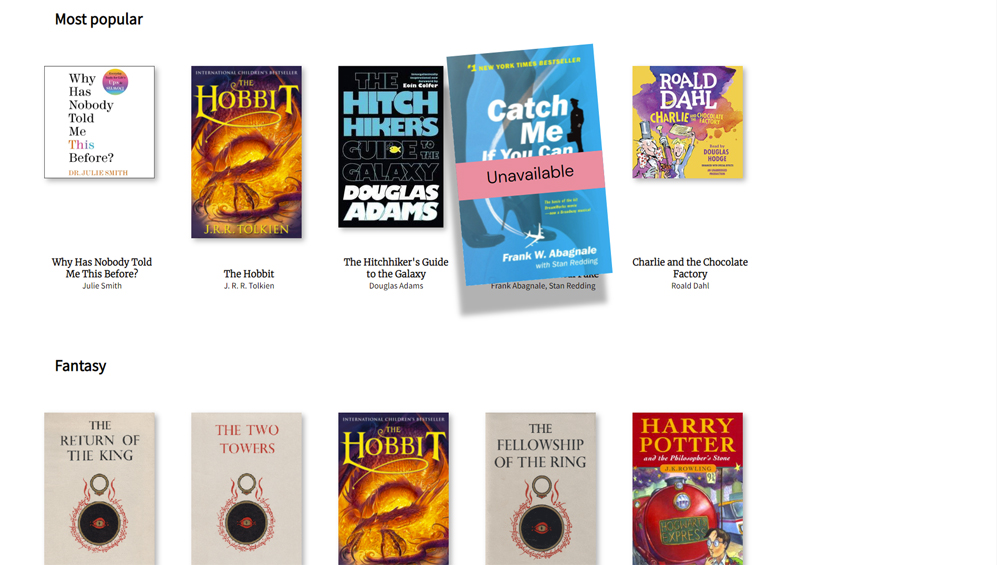 Most popular
Why
Has
Nobody
Told
Me
This
Before?
DR JULIE SMITH
INTERNATIONAL CHILDREN'S BESTSELLER
THE
HOBBIT
J.R.R. TOLKIEN
THE
HITCH
HIKER'S
GUIDE TO THE
GALAXY
DOUGLAS
ADAMS
Eoin Colfer
#1 NEW YORK TIMES BESTSELLER
Catch
Me
If You Can
Unavailable
Frank W. Abagnale
with Stan Redding
ROALD
DAHL
CHARLIE AND THE CHOCOLATE
FACTORY
Read by
DOUGLAS
HODGE
Why Has Nobody Told
Me This Before?
Julie Smith
The Hobbit
J. R. R. Tolkien
The Hitchhiker's Guide
to the Galaxy
Douglas Adams
Frank Abagnale, Stan Redding
Charlie and the Chocolate
Factory
Roald Dahl
Fantasy
THE
RETURN OF
THE KING
THE TWO
TOWERS
INTERNATIONAL CHILDREN'S BESTSELLER
THE
HOBBIT
THE
FELLOWSHIP
OF THE RING
HARRY
POTTER
and the Philosopher's Stone
J.K.ROWLING
HOGWARTS
EXPRESS